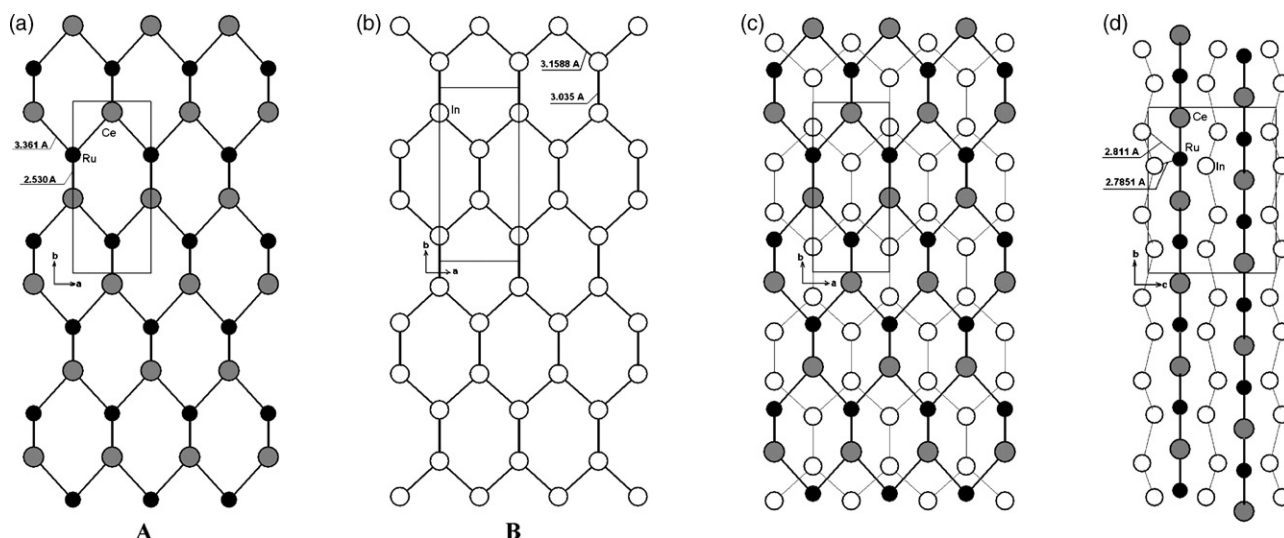 (a)
Ce
3.361 A
Ru
2.530 A
b
a
A
(b)
3.1588 A
3.035 A
In
b
a
B
(c)
b
a
(d)
Ce
2.811 A
Ru
In
2.7851 A
b
c